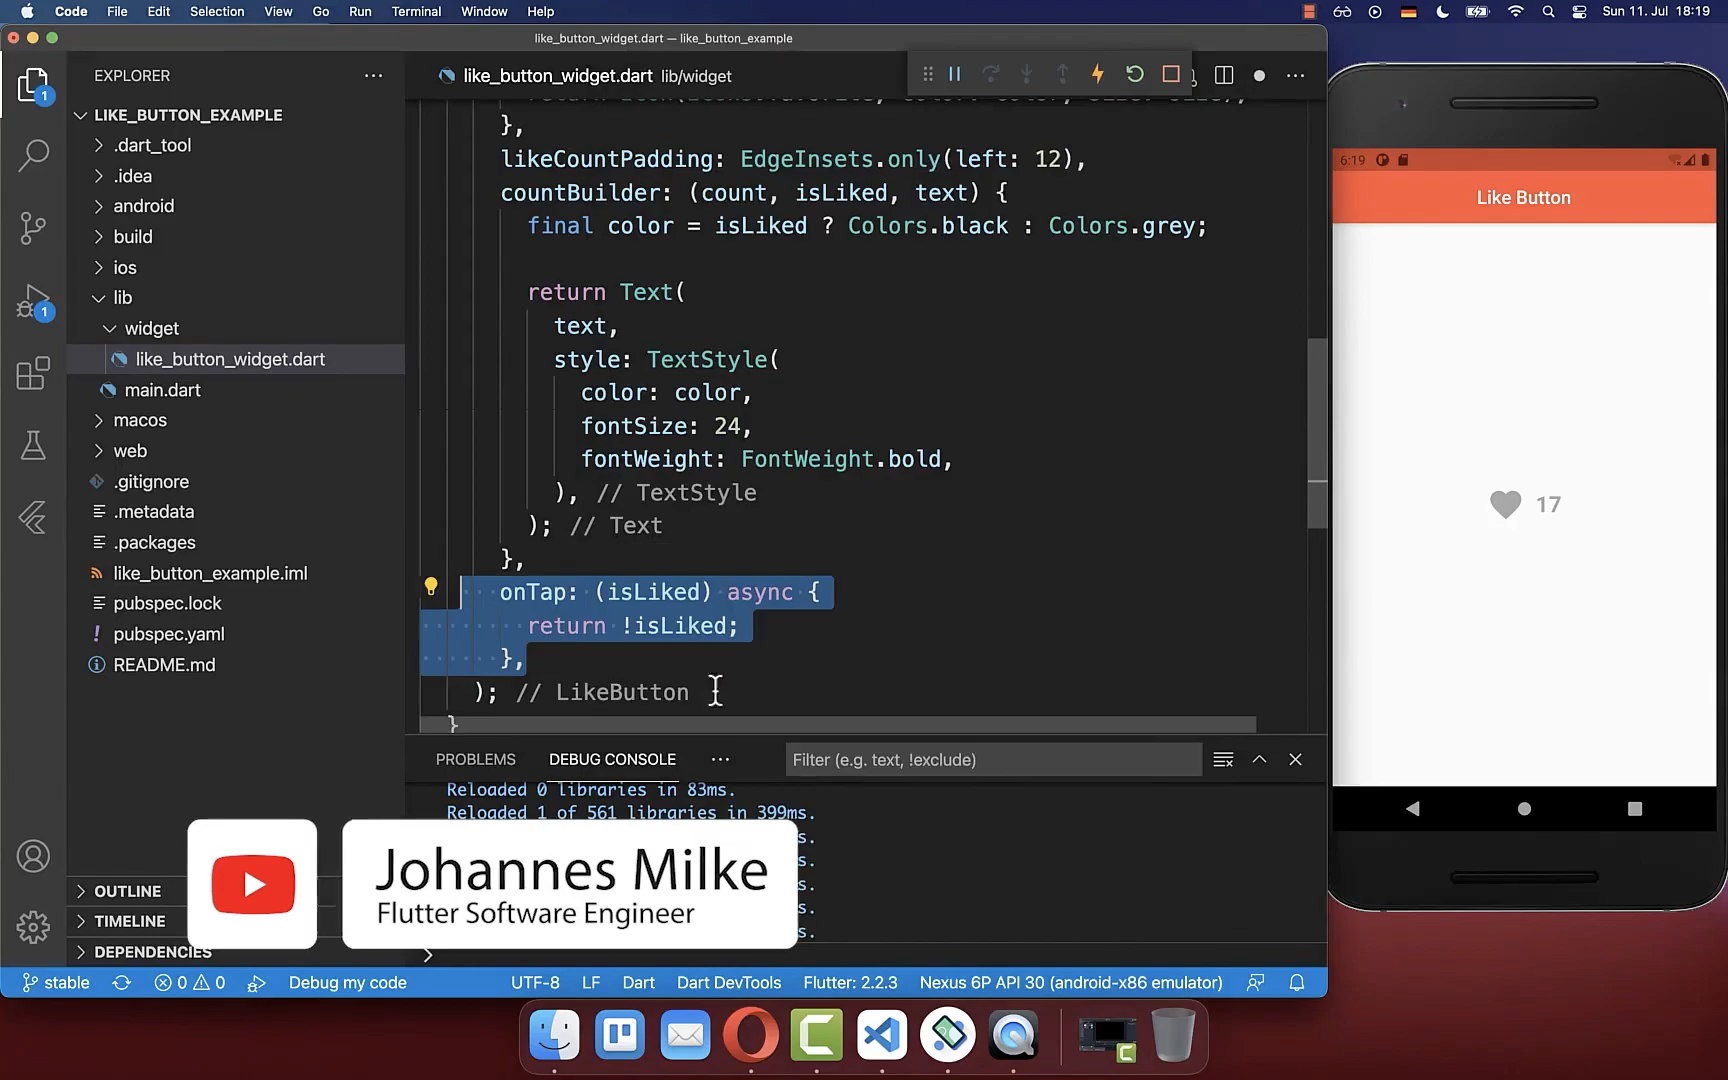 Code File Edit Selection View Go Run Terminal Window Help
Sun 11. Jul 18:19
like_button_widget.dart — like_button_example
EXPLORER
1
LIKE_BUTTON_EXAMPLE
.dart_tool
.idea
android
build
ios
lib
1
widget
like_button_widget.dart
main.dart
macos
web
.gitignore
.metadata
.packages
like_button_example.iml
pubspec.lock
! pubspec.yaml
README.md
OUTLINE
TIMELINE
DEPENDENCIES
like_button_widget.dart lib/widget
},
likeCountPadding: EdgeInsets.only(left: 12),
countBuilder: (count, isLiked, text) {
final color = isLiked ? Colors.black : Colors.grey;
return Text(
text,
style: TextStyle(
color: color,
fontSize: 24,
fontWeight: FontWeight.bold,
), // TextStyle
); // Text
},
onTap: (isLiked) async {
return !isLiked;
},
); // LikeButton
}
PROBLEMS DEBUG CONSOLE
Filter (e.g. text, !exclude)
Reloaded 0 libraries in 83ms.
Reloaded 1 of 561 libraries in 399ms.
s.
s.
s.
s.
s.
Johannes Milke
Flutter Software Engineer
stable
0 0
Debug my code
UTF-8 LF Dart Dart DevTools Flutter: 2.2.3 Nexus 6P API 30 (android-x86 emulator)
6:19
Like Button
17